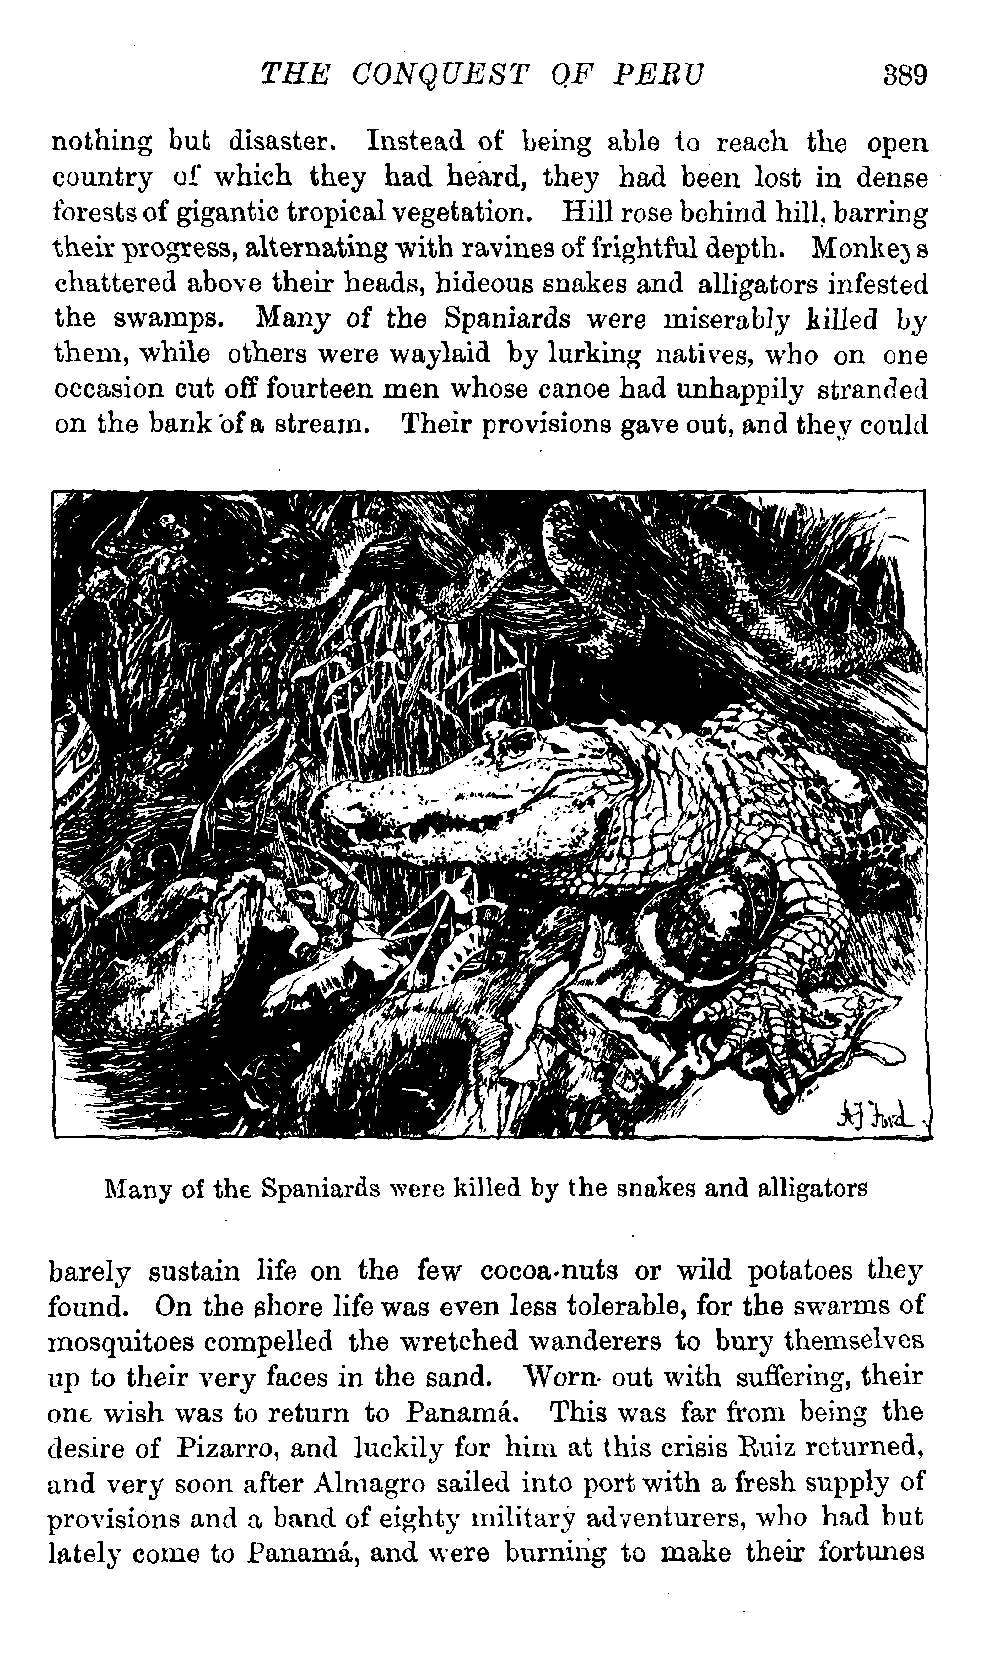 THE CONQUEST OF PERU 389
nothing but disaster. Instead of being able to reach the open
country of which they had heard, they had been lost in dense
forests of gigantic tropical vegetation. Hill rose behind hill, barring
their progress, alternating with ravines of frightful depth. Monkeys
chattered above their heads, hideous snakes and alligators infested
the swamps. Many of the Spaniards were miserably killed by
them, while others were waylaid by lurking natives, who on one
occasion cut off fourteen men whose canoe had unhappily stranded
on the bank of a stream. Their provisions gave out, and they could
HJ Ford
Many of the Spaniards were killed by the snakes and alligators
barely sustain life on the few cocoa-nuts or wild potatoes they
found. On the shore life was even less tolerable, for the swarms of
mosquitoes compelled the wretched wanderers to bury themselves
up to their very faces in the sand. Worn out with suffering, their
one wish was to return to Panamá. This was far from being the
desire of Pizarro, and luckily for him at this crisis Ruiz returned,
and very soon after Almagro sailed into port with a fresh supply of
provisions and a band of eighty military adventurers, who had but
lately come to Panamá, and were burning to make their fortunes